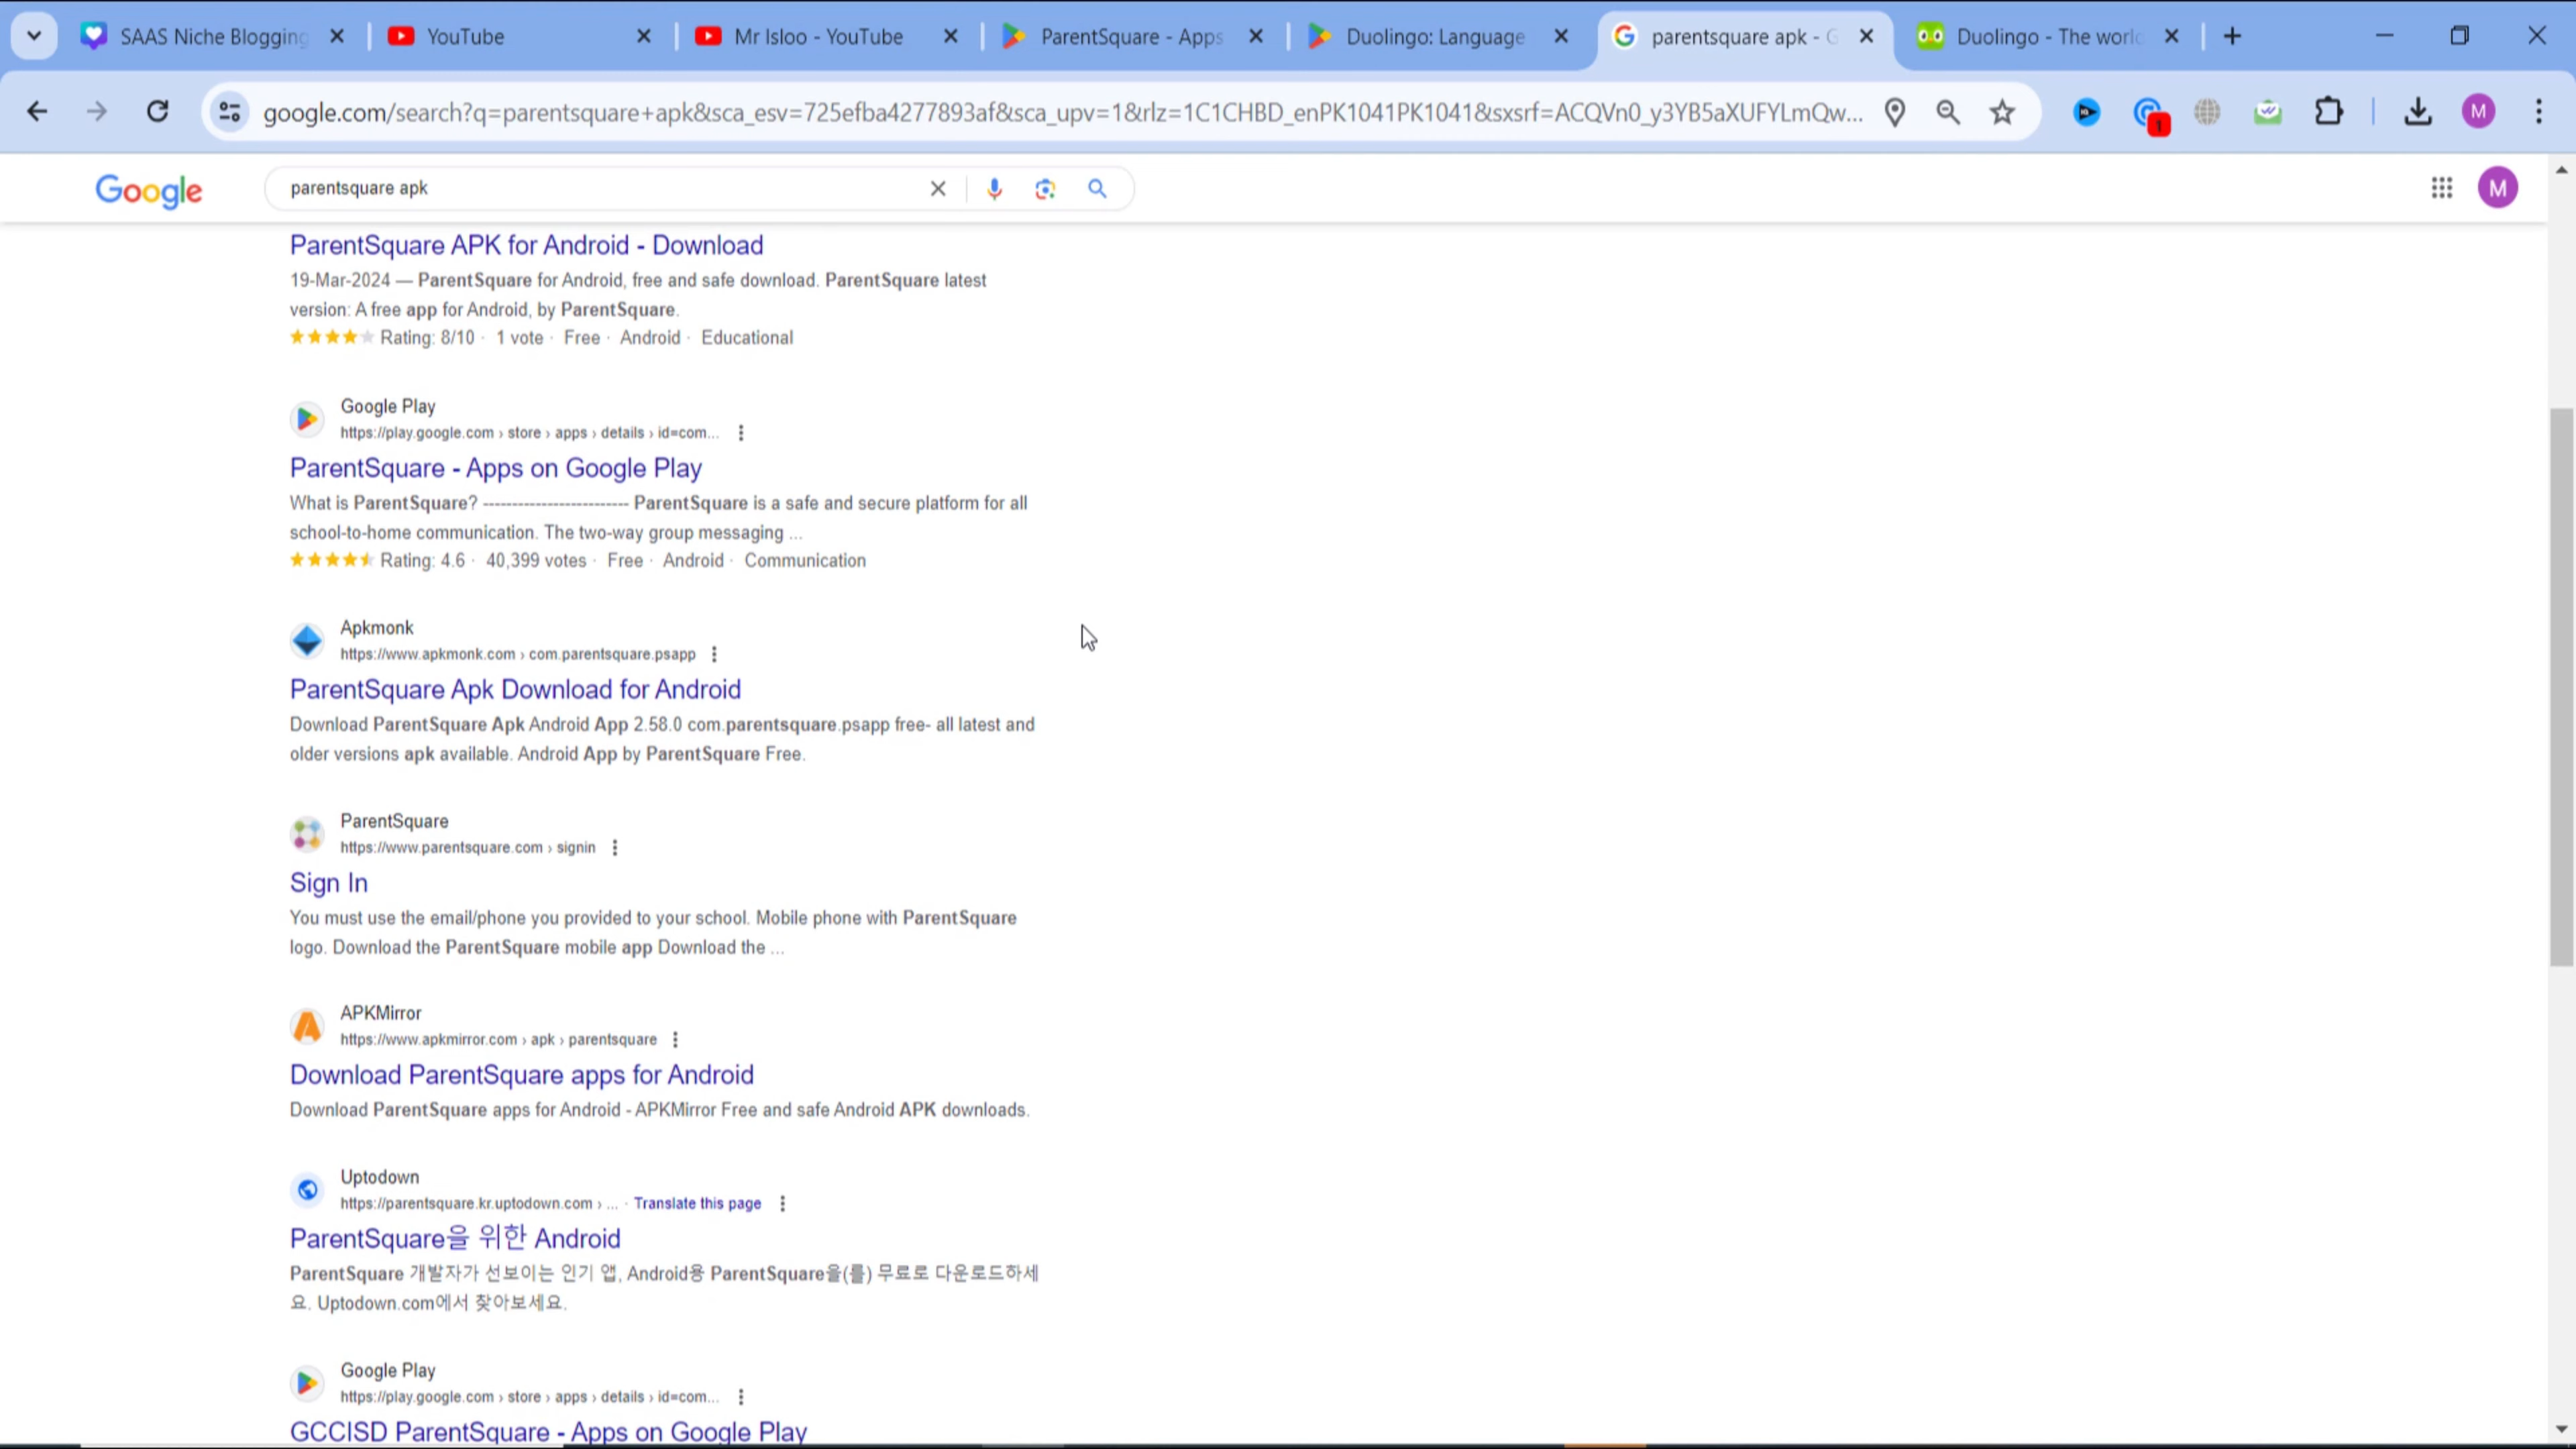 SAAS Niche Blogging
YouTube
Mr Isloo - YouTube
ParentSquare - Apps
Duolingo: Language
parentsquare apk - G
Duolingo - The world
google.com/search?q=parentsquare+apk&sca_esv=725efba4277893af&sca_upv=1&rlz=1C1CHBD_enPK1041PK1041&sxsrf=ACQVn0_y3YB5aXUFYLmQw...
1
M
Google
parentsquare apk
M
ParentSquare APK for Android - Download
19-Mar-2024 — ParentSquare for Android, free and safe download. ParentSquare latest
version: A free app for Android, by ParentSquare.
Rating: 8/10 · 1 vote · Free · Android · Educational
Google Play
https://play.google.com › store › apps › details › id=com...
ParentSquare - Apps on Google Play
What is ParentSquare? ------------------------- ParentSquare is a safe and secure platform for all
school-to-home communication. The two-way group messaging ...
Rating: 4.6 · 40,399 votes · Free · Android · Communication
Apkmonk
https://www.apkmonk.com › com.parentsquare.psapp
ParentSquare Apk Download for Android
Download ParentSquare Apk Android App 2.58.0 com.parentsquare.psapp free- all latest and
older versions apk available. Android App by ParentSquare Free.
ParentSquare
https://www.parentsquare.com › signin
Sign In
You must use the email/phone you provided to your school. Mobile phone with ParentSquare
logo. Download the ParentSquare mobile app Download the ...
APKMirror
https://www.apkmirror.com › apk › parentsquare
Download ParentSquare apps for Android
Download ParentSquare apps for Android - APKMirror Free and safe Android APK downloads.
Uptodown
https://parentsquare.kr.uptodown.com › ... · Translate this page
ParentSquare을 위한 Android
ParentSquare 개발자가 선보이는 인기 앱, Android용 ParentSquare을(를) 무료로 다운로드하세
요. Uptodown.com에서 찾아보세요.
Google Play
https://play.google.com › store › apps › details › id=com...
GCCISD ParentSquare - Apps on Google Play